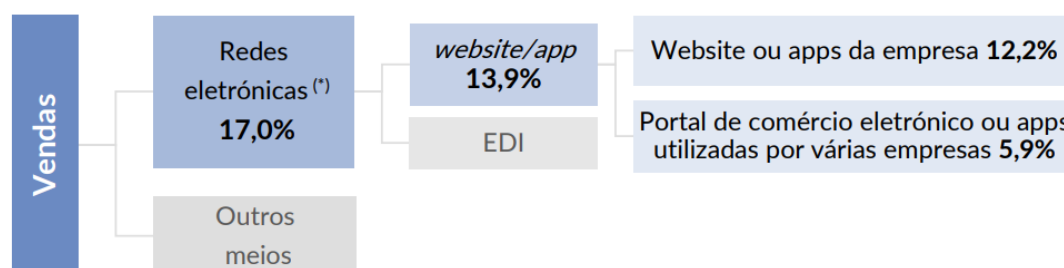 Vendas
Redes
eletrónicas (*)
17,0%
website/app
13,9%
EDI
Website ou apps da empresa 12,2%
Portal de comércio eletrónico ou apps
utilizadas por várias empresas 5,9%
Outros
meios